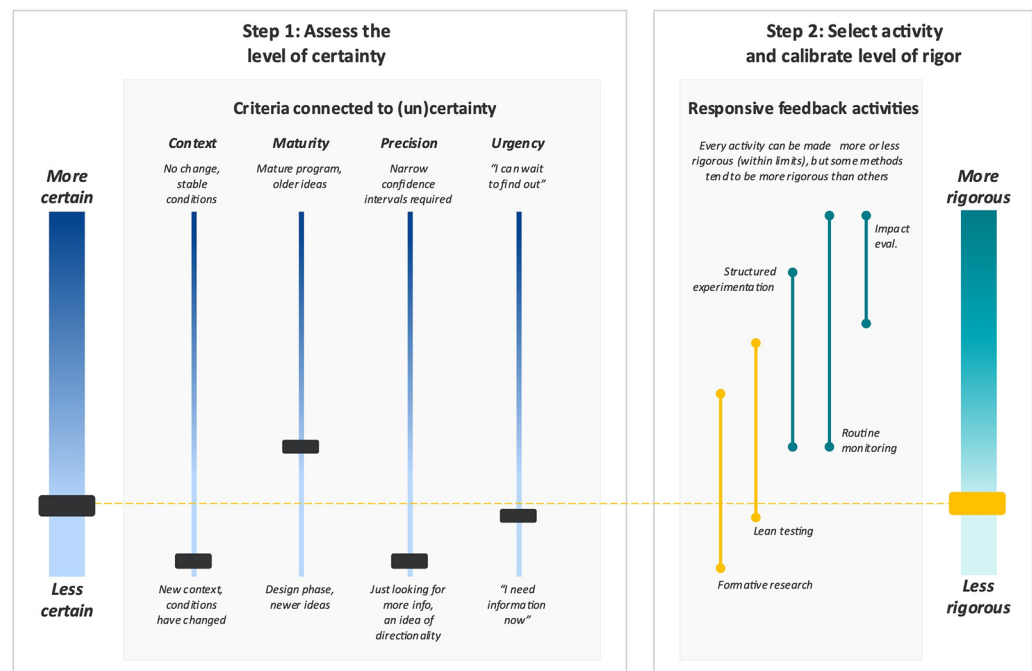 Step 1: Assess the
level of certainty
Criteria connected to (un)certainty
Context
No change,
stable
conditions
Maturity
Mature program,
older ideas
Precision
Narrow
confidence
intervals required
Urgency
“I can wait
to find out”
More
certain
Less
certain
New context,
conditions
have changed
Design phase,
newer ideas
Just looking for
more info,
an idea of
directionality
“I need
information
now”
Step 2: Select activity
and calibrate level of rigor
Responsive feedback activities
Every activity can be made more or less
rigorous (within limits), but some methods
tend to be more rigorous than others
More
rigorous
Impact
eval.
Structured
experimentation
Routine
monitoring
Lean testing
Formative research
Less
rigorous